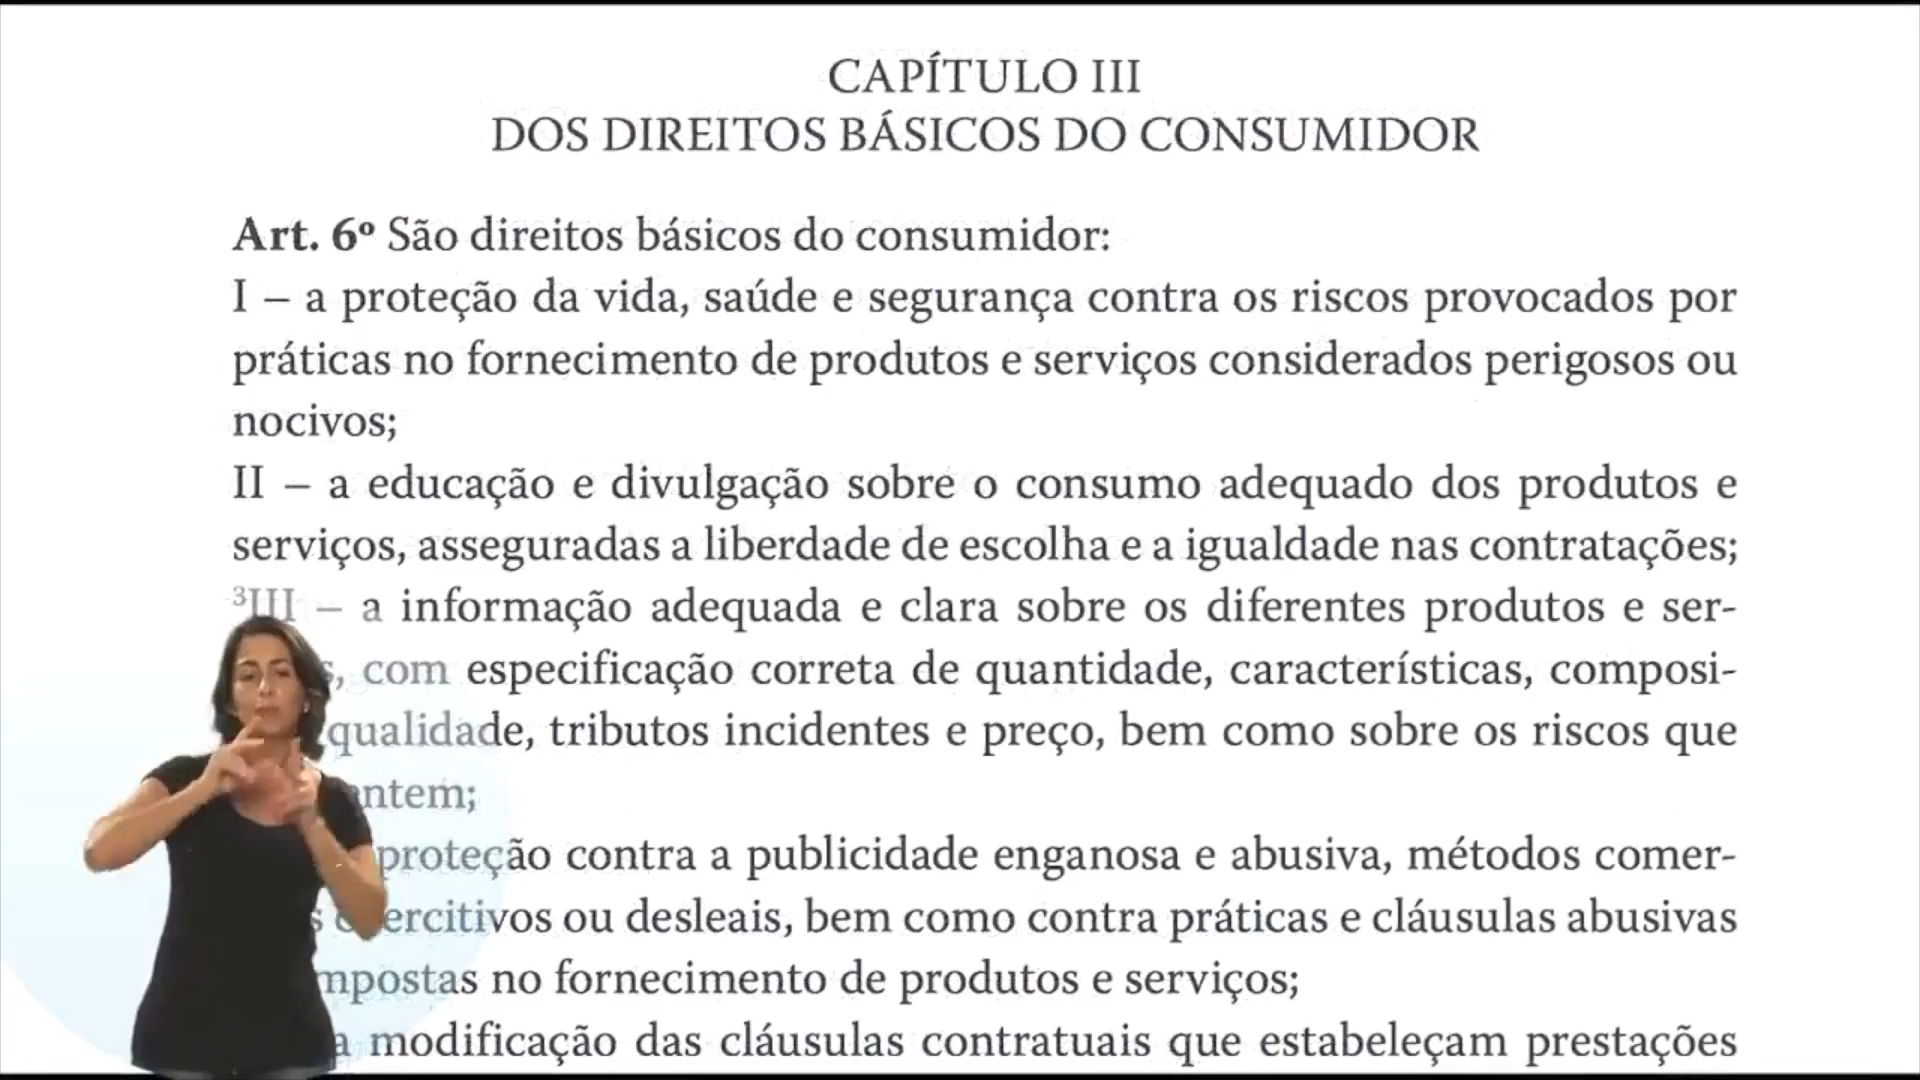 CAPÍTULO III
DOS DIREITOS BÁSICOS DO CONSUMIDOR
Art. 6º São direitos básicos do consumidor:
I – a proteção da vida, saúde e segurança contra os riscos provocados por
práticas no fornecimento de produtos e serviços considerados perigosos ou
nocivos;
II – a educação e divulgação sobre o consumo adequado dos produtos e
serviços, asseguradas a liberdade de escolha e a igualdade nas contratações;
³III – a informação adequada e clara sobre os diferentes produtos e ser-
com especificação correta de quantidade, características, composi-
qualidade, tributos incidentes e preço, bem como sobre os riscos que
proteção contra a publicidade enganosa e abusiva, métodos comer-
ou desleais, bem como contra práticas e cláusulas abusivas
no fornecimento de produtos e serviços;
a modificação das cláusulas contratuais que estabeleçam prestações